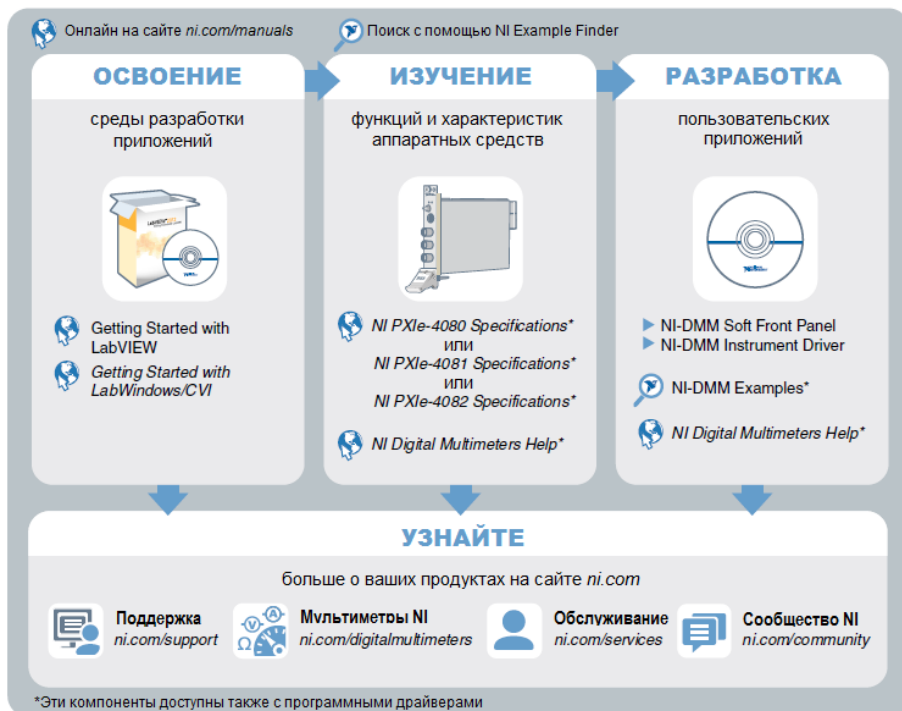 Онлайн на сайте ni.com/manuals
Поиск с помощью NI Example Finder
ОСВОЕНИЕ
среды разработки
приложений
Getting Started with
LabVIEW
Getting Started with
LabWindows/CVI
ИЗУЧЕНИЕ
функций и характеристик
аппаратных средств
NI PXIe-4080 Specifications*
или
NI PXIe-4081 Specifications*
или
NI PXIe-4082 Specifications*
NI Digital Multimeters Help*
РАЗРАБОТКА
пользовательских
приложений
NI-DMM Soft Front Panel
NI-DMM Instrument Driver
NI-DMM Examples*
NI Digital Multimeters Help*
УЗНАЙТЕ
больше о ваших продуктах на сайте ni.com
Поддержка
ni.com/support
Мультиметры NI
ni.com/digitalmultimeters
Обслуживание
ni.com/services
Сообщество NI
ni.com/community
*Эти компоненты доступны также с программными драйверами